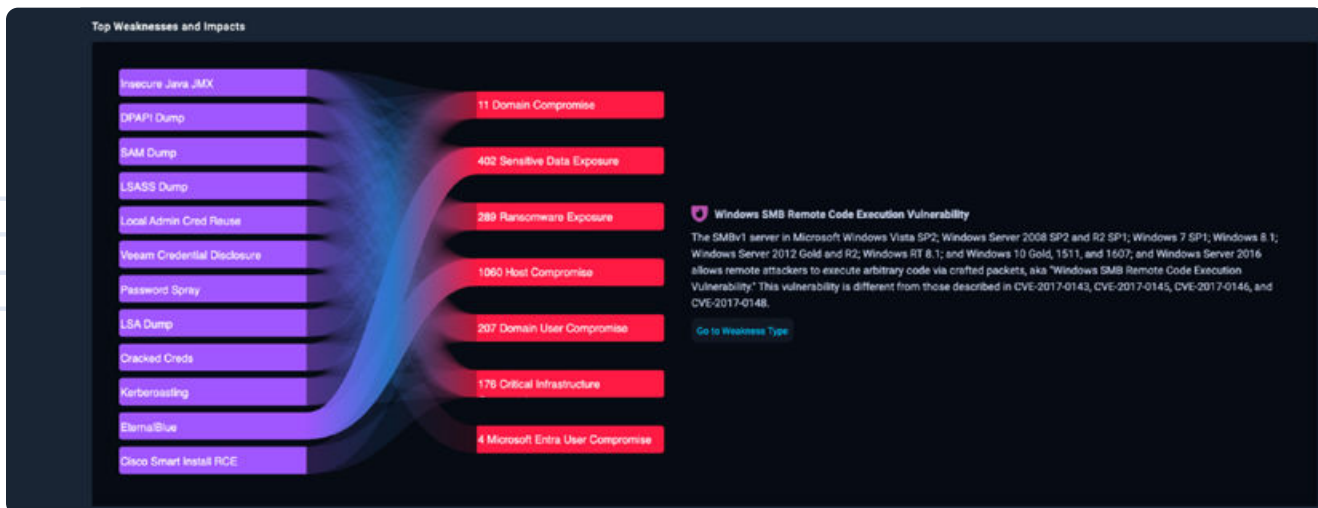 Top Weaknesses and Impacts
Insecure Java JMX
DPAPI Dump
SAM Dump
LSASS Dump
Local Admin Cred Reuse
Veeam Credential Disclosure
Password Spray
LSA Dump
Cracked Creds
Kerberoasting
EternalBlue
Cisco Smart Install RCE
11 Domain Compromise
402 Sensitive Data Exposure
289 Ransomware Exposure
1060 Host Compromise
207 Domain User Compromise
176 Critical Infrastructure
4 Microsoft Entra User Compromise
Windows SMB Remote Code Execution Vulnerability
The SMBv1 server in Microsoft Windows Vista SP2; Windows Server 2008 SP2 and R2 SP1; Windows 7 SP1; Windows 8.1;
Windows Server 2012 Gold and R2; Windows RT 8.1; and Windows 10 Gold, 1511, and 1607; and Windows Server 2016
allows remote attackers to execute arbitrary code via crafted packets, aka "Windows SMB Remote Code Execution
Vulnerability." This vulnerability is different from those described in CVE-2017-0143, CVE-2017-0145, CVE-2017-0146, and
CVE-2017-0148.
Go to Weakness Type